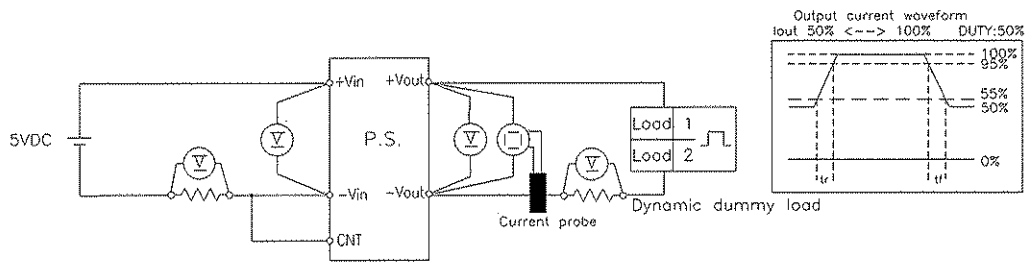 Output current waveform
Iout 50% <--> 100% DUTY:50%
100%
95%
55%
50%
0%
tr
tf
+Vin
+Vout
5VDC
V
P.S.
V
V
V
Load 1
Load 2
-Vin
-Vout
CNT
Current probe
Dynamic dummy load